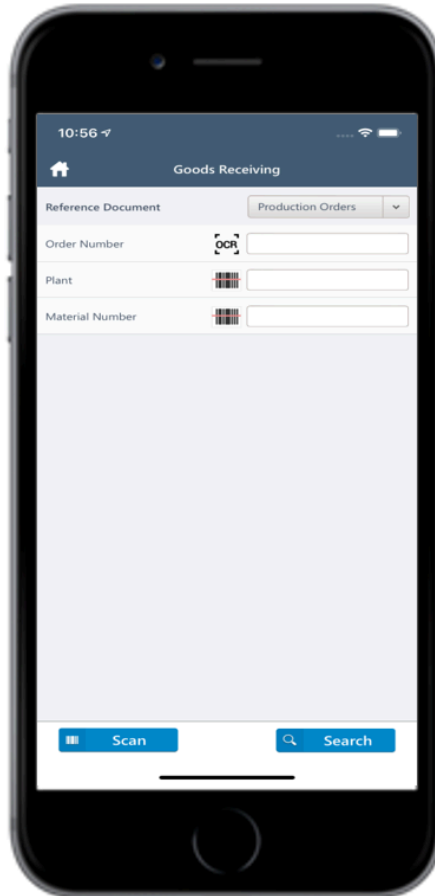 10:56
Goods Receiving
Reference Document Production Orders
Order Number OCR
Plant
Material Number
Scan Search